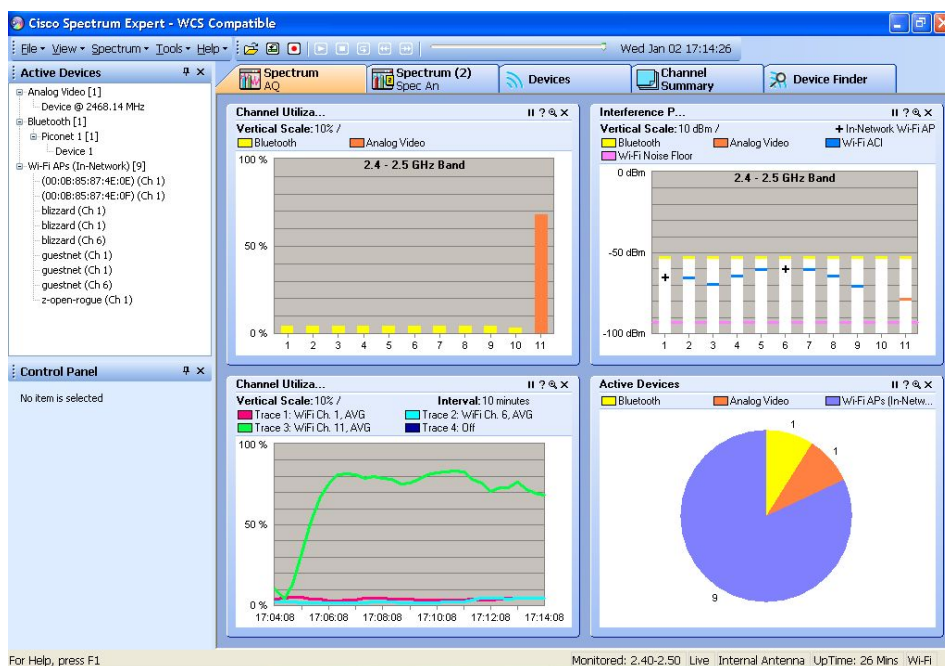 Cisco Spectrum Expert - WCS Compatible
File View Spectrum Tools Help
Wed Jan 02 17:14:26
Active Devices
Analog Video [1]
Device @ 2468.14 MHz
Bluetooth [1]
Piconet 1 [1]
Device 1
Wi-Fi APs (In-Network) [9]
(00:0B:85:87:4E:0E) (Ch 1)
(00:0B:85:87:4E:0F) (Ch 1)
blizzard (Ch 1)
blizzard (Ch 1)
blizzard (Ch 6)
guestnet (Ch 1)
guestnet (Ch 1)
guestnet (Ch 6)
z-open-rogue (Ch 1)
Control Panel
No item is selected
Spectrum
AQ
Spectrum (2)
Spec An
Devices
Channel
Summary
Device Finder
Channel Utiliza...
Vertical Scale: 10% /
Bluetooth Analog Video
100 %
2.4 - 2.5 GHz Band
50 %
0 %
1 2 3 4 5 6 7 8 9 10 11
Interference P...
Vertical Scale: 10 dBm / + In-Network Wi-Fi AP
Bluetooth Analog Video Wi-Fi ACI
Wi-Fi Noise Floor
0 dBm
2.4 - 2.5 GHz Band
-50 dBm
-100 dBm
1 2 3 4 5 6 7 8 9 10 11
Channel Utiliza...
Vertical Scale: 10% / Interval: 10 minutes
Trace 1: WiFi Ch. 1, AVG Trace 2: WiFi Ch. 6, AVG
Trace 3: WiFi Ch. 11, AVG Trace 4: Off
100 %
50 %
0 %
17:04:08 17:06:08 17:08:08 17:10:08 17:12:08 17:14:08
Active Devices
Bluetooth Analog Video Wi-Fi APs (In-Netw...
1
1
9
For Help, press F1
Monitored: 2.40-2.50 Live Internal Antenna UpTime: 26 Mins Wi-Fi